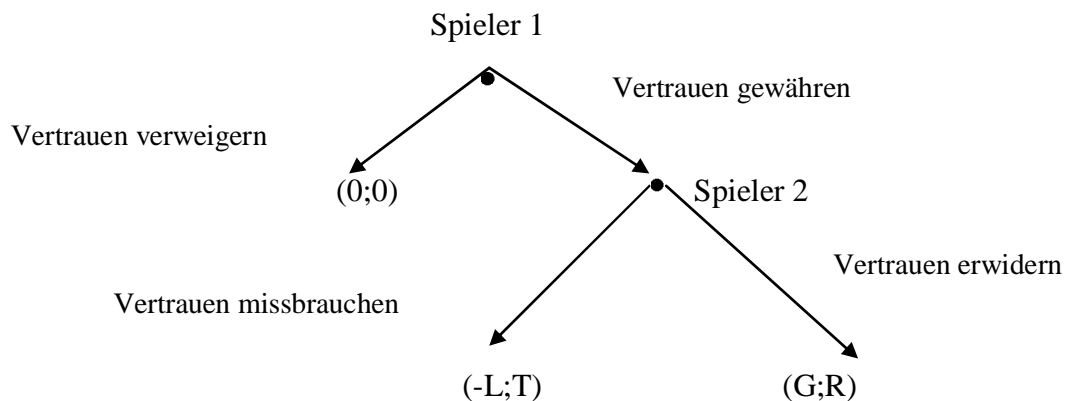 Spieler 1
Vertrauen gewähren
Vertrauen verweigern
(0;0)
Spieler 2
Vertrauen erwidern
Vertrauen missbrauchen
(-L;T)
(G;R)